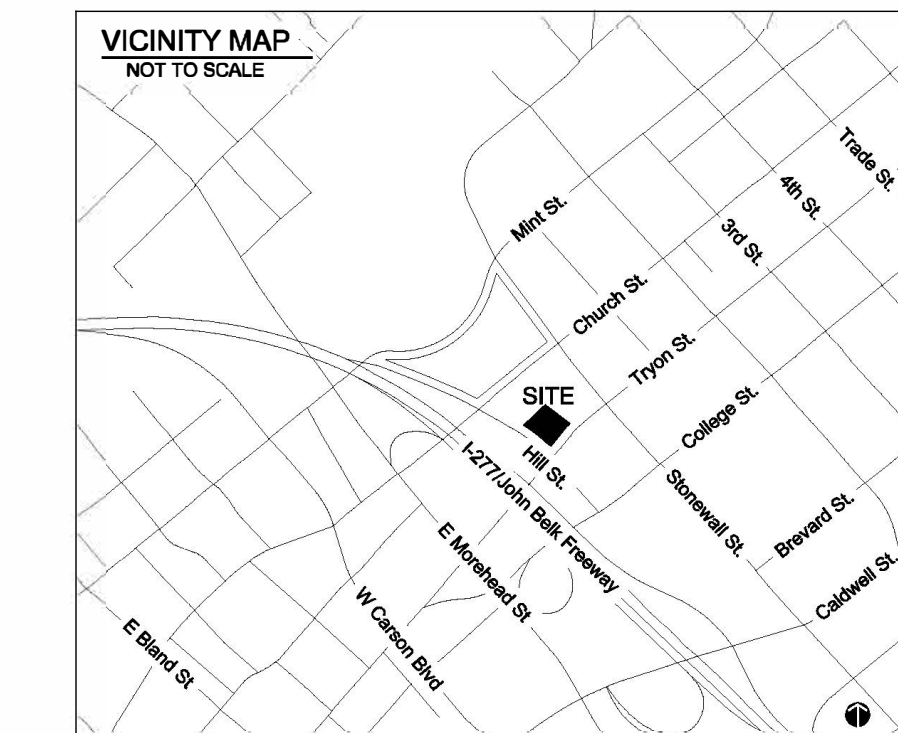 VICINITY MAP
NOT TO SCALE
Trade St.
4th St.
Mint St.
3rd St.
Church St.
Tryon St.
SITE
College St.
Hill St.
I-277/John Belk Freeway
Stonewall St.
Brevard St.
E Morehead St
Caldwell St.
W Carson Blvd
E Bland St